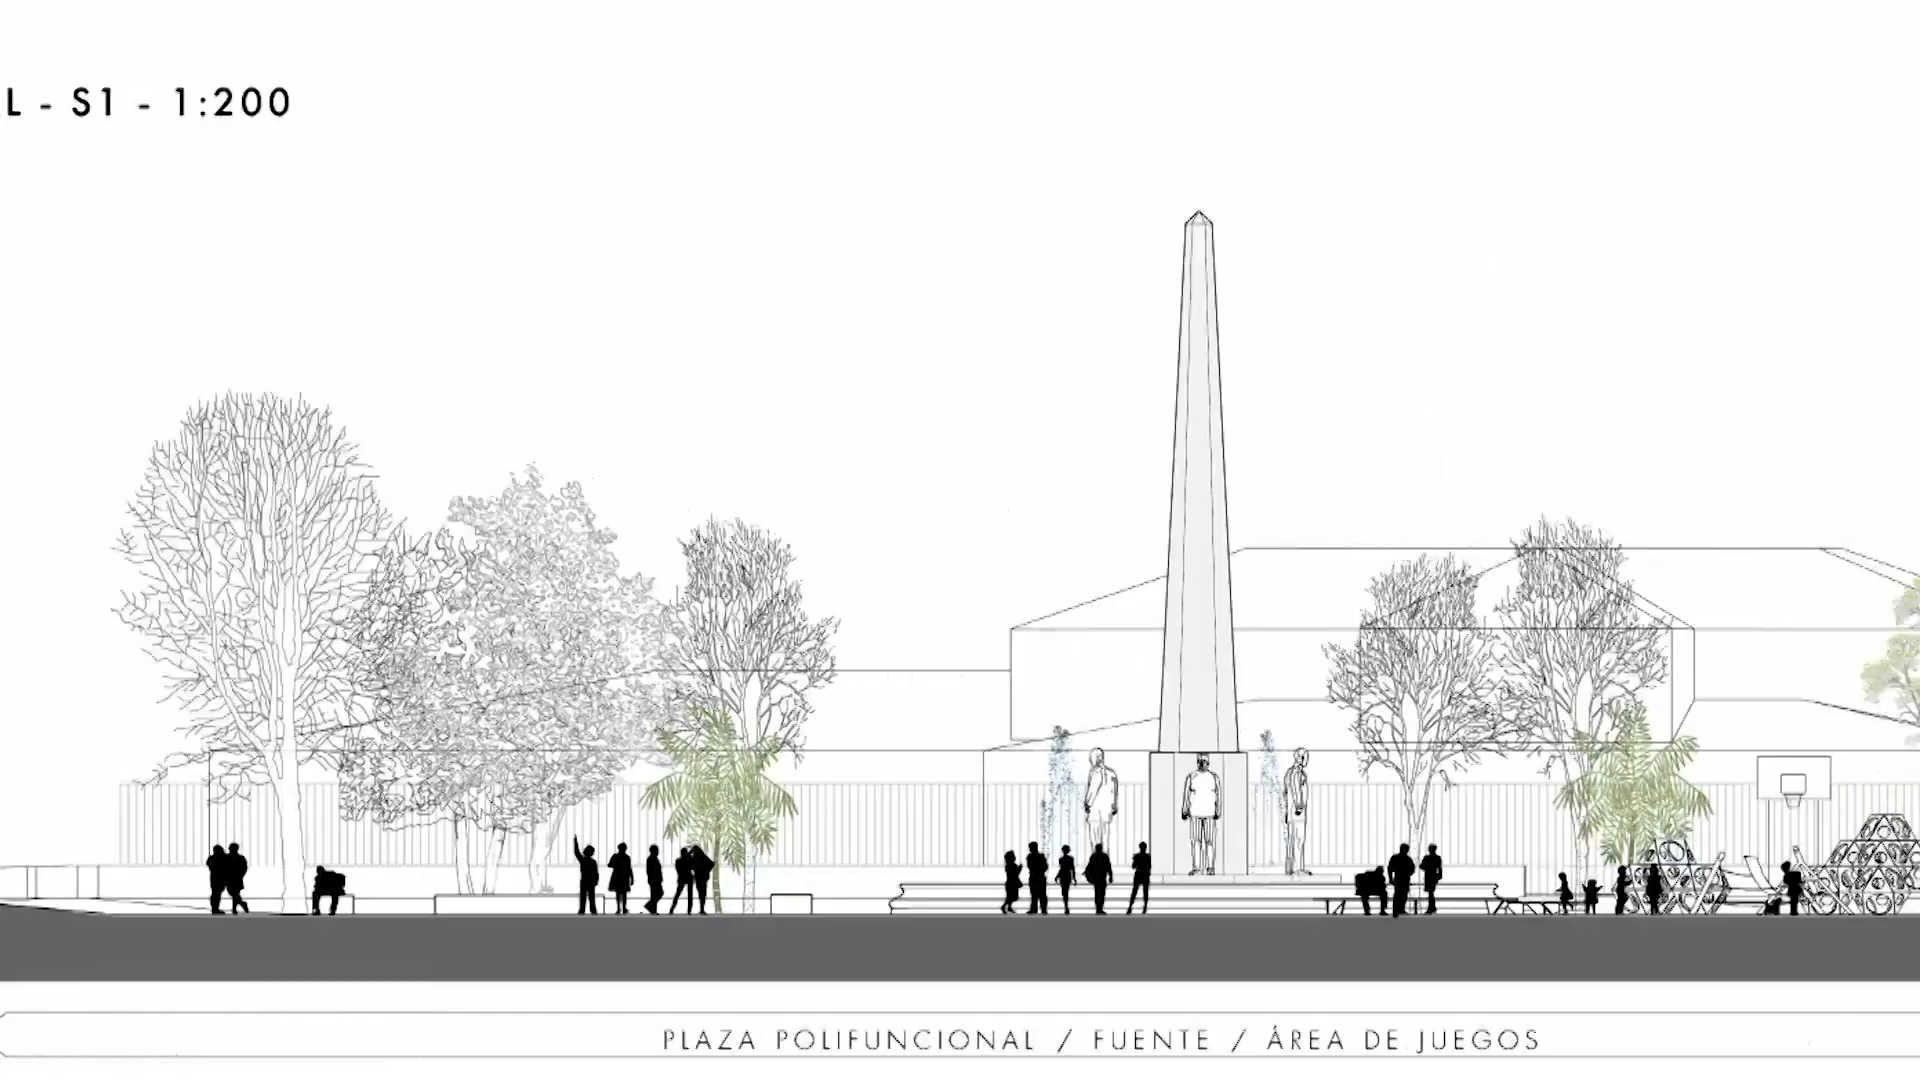 L - S1 - 1:200
PLAZA POLIFUNCIONAL / FUENTE / ÁREA DE JUEGOS